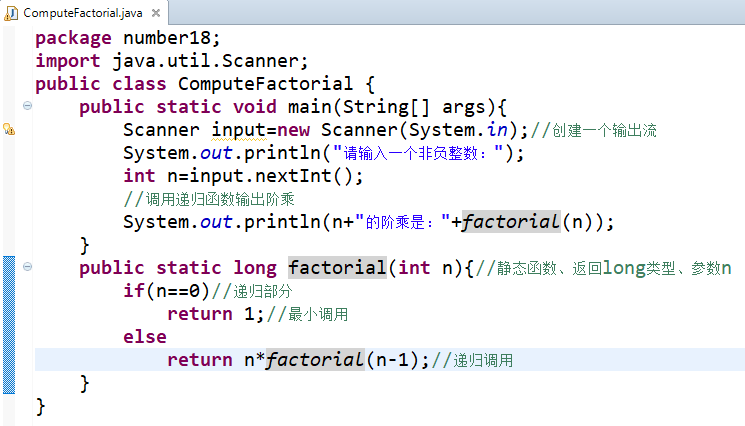 ComputeFactorial.java
package number18;
import java.util.Scanner;
public class ComputeFactorial {
    public static void main(String[] args){
        Scanner input=new Scanner(System.in);//创建一个输出流
        System.out.println("请输入一个非负整数：");
        int n=input.nextInt();
        //调用递归函数输出阶乘
        System.out.println(n+"的阶乘是："+factorial(n));
    }
    public static long factorial(int n){//静态函数、返回long类型、参数n
        if(n==0)//递归部分
            return 1;//最小调用
        else
            return n*factorial(n-1);//递归调用
    }
}